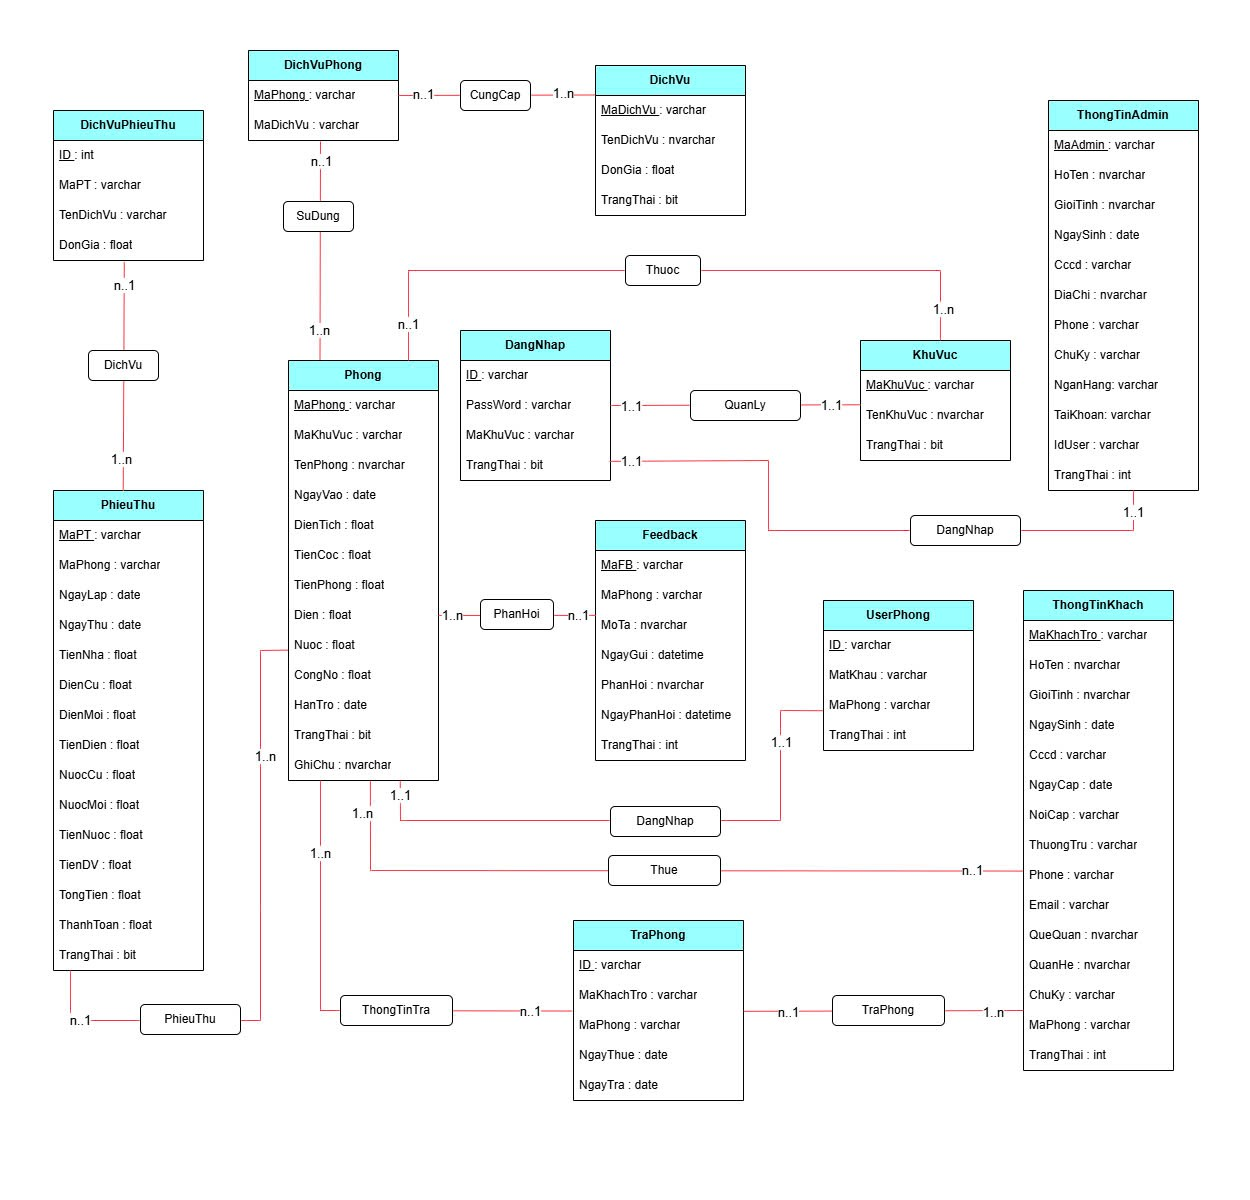 DichVuPhong
MaPhong : varchar
MaDichVu : varchar
n..1
CungCap
1..n
DichVu
MaDichVu : varchar
TenDichVu : nvarchar
DonGia : float
TrangThai : bit
DichVuPhieuThu
ID : int
MaPT : varchar
TenDichVu : varchar
DonGia : float
n..1
DichVu
1..n
n..1
SuDung
1..n
Thuoc
n..1
1..n
ThongTinAdmin
MaAdmin : varchar
HoTen : nvarchar
GioiTinh : nvarchar
NgaySinh : date
Cccd : varchar
DiaChi : nvarchar
Phone : varchar
ChuKy : varchar
NganHang: varchar
TaiKhoan: varchar
IdUser : varchar
TrangThai : int
1..1
DangNhap
ID : varchar
PassWord : varchar
MaKhuVuc : varchar
TrangThai : bit
1..1
QuanLy
1..1
1..1
DangNhap
KhuVuc
MaKhuVuc : varchar
TenKhuVuc : nvarchar
TrangThai : bit
Phong
MaPhong : varchar
MaKhuVuc : varchar
TenPhong : nvarchar
NgayVao : date
DienTich : float
TienCoc : float
TienPhong : float
Dien : float
Nuoc : float
CongNo : float
HanTro : date
TrangThai : bit
GhiChu : nvarchar
PhieuThu
MaPT : varchar
MaPhong : varchar
NgayLap : date
NgayThu : date
TienNha : float
DienCu : float
DienMoi : float
TienDien : float
NuocCu : float
NuocMoi : float
TienNuoc : float
TienDV : float
TongTien : float
ThanhToan : float
TrangThai : bit
n..1
PhieuThu
1..n
1..n
PhanHoi
n..1
Feedback
MaFB : varchar
MaPhong : varchar
MoTa : nvarchar
NgayGui : datetime
PhanHoi : nvarchar
NgayPhanHoi : datetime
TrangThai : int
UserPhong
ID : varchar
MatKhau : varchar
MaPhong : varchar
TrangThai : int
1..1
DangNhap
1..1
1..n
Thue
n..1
1..n
ThongTinTra
n..1
TraPhong
ID : varchar
MaKhachTro : varchar
MaPhong : varchar
NgayThue : date
NgayTra : date
n..1
TraPhong
1..n
ThongTinKhach
MaKhachTro : varchar
HoTen : nvarchar
GioiTinh : nvarchar
NgaySinh : date
Cccd : varchar
NgayCap : date
NoiCap : varchar
ThuongTru : varchar
Phone : varchar
Email : varchar
QueQuan : nvarchar
QuanHe : nvarchar
ChuKy : varchar
MaPhong : varchar
TrangThai : int